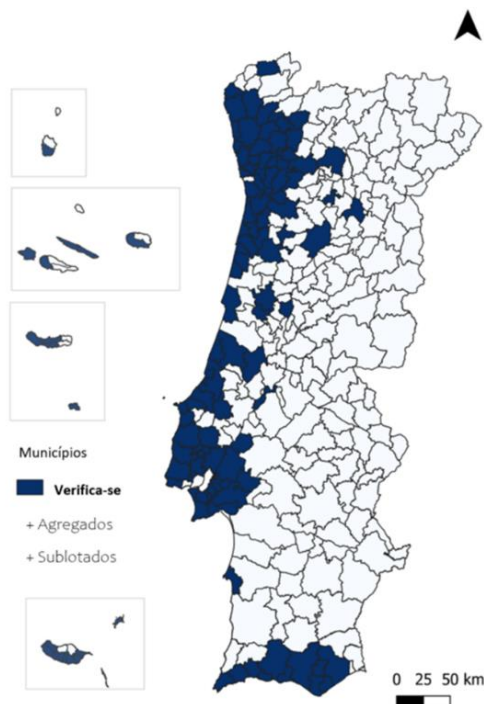 Municípios
Verifica-se
+ Agregados
+ Sublotados
0 25 50 km